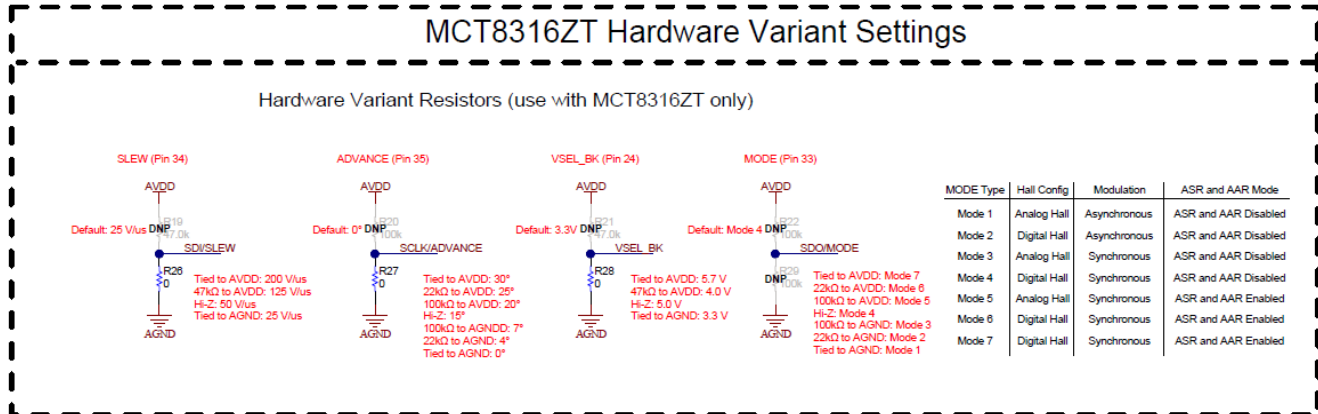 MCT8316ZT Hardware Variant Settings
Hardware Variant Resistors (use with MCT8316ZT only)
SLEW (Pin 34)
AVDD
R19
DNP
47.0k
Default: 25 V/us
SDI/SLEW
R26
0
Tied to AVDD: 200 V/us
47kΩ to AVDD: 125 V/us
Hi-Z: 50 V/us
Tied to AGND: 25 V/us
AGND
ADVANCE (Pin 35)
AVDD
R20
DNP
100k
Default: 0°
SCLK/ADVANCE
R27
0
Tied to AVDD: 30°
22kΩ to AVDD: 25°
100kΩ to AVDD: 20°
Hi-Z: 15°
100kΩ to AGNDD: 7°
22kΩ to AGND: 4°
Tied to AGND: 0°
AGND
VSEL_BK (Pin 24)
AVDD
R21
DNP
47.0k
Default: 3.3V
VSEL_BK
R28
0
Tied to AVDD: 5.7 V
47kΩ to AVDD: 4.0 V
Hi-Z: 5.0 V
Tied to AGND: 3.3 V
AGND
MODE (Pin 33)
AVDD
R22
DNP
100k
Default: Mode 4
SDO/MODE
R29
DNP
100k
Tied to AVDD: Mode 7
22kΩ to AVDD: Mode 6
100kΩ to AVDD: Mode 5
Hi-Z: Mode 4
100kΩ to AGND: Mode 3
22kΩ to AGND: Mode 2
Tied to AGND: Mode 1
AGND
MODE Type Hall Config Modulation ASR and AAR Mode
Mode 1 Analog Hall Asynchronous ASR and AAR Disabled
Mode 2 Digital Hall Asynchronous ASR and AAR Disabled
Mode 3 Analog Hall Synchronous ASR and AAR Disabled
Mode 4 Digital Hall Synchronous ASR and AAR Disabled
Mode 5 Analog Hall Synchronous ASR and AAR Enabled
Mode 6 Digital Hall Synchronous ASR and AAR Enabled
Mode 7 Digital Hall Synchronous ASR and AAR Enabled